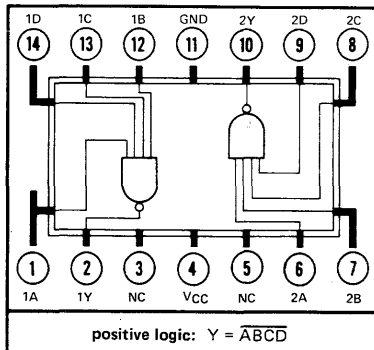 1D 1C 1B GND 2Y 2D 2C
14 13 12 11 10 9 8
1 2 3 4 5 6 7
1A 1Y NC VCC NC 2A 2B
positive logic: Y = \overline{ABCD}